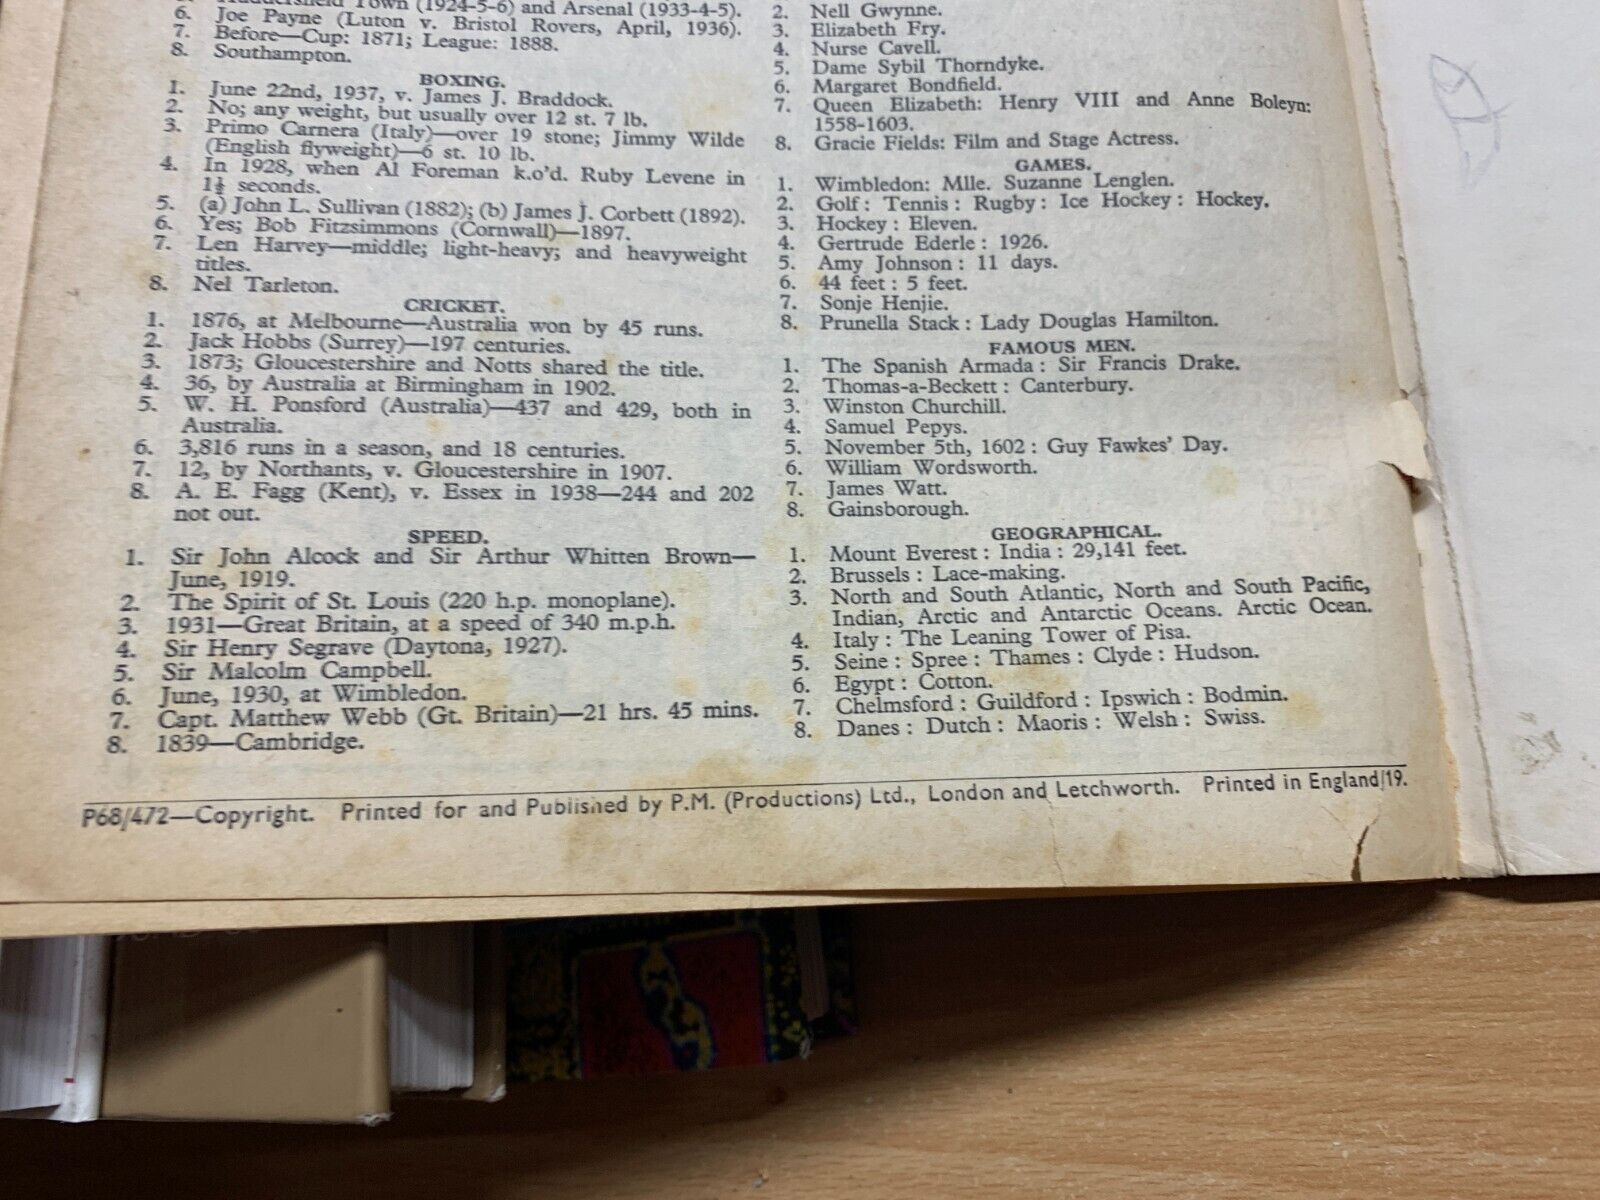 Town (1924-5-6) and Arsenal (1933-4-5).
6. Joe Payne (Luton v. Bristol Rovers, April, 1936).
7. Before—Cup: 1871; League: 1888.
8. Southampton.
BOXING.
1. June 22nd, 1937, v. James J. Braddock.
2. No; any weight, but usually over 12 st. 7 lb.
3. Primo Carnera (Italy)—over 19 stone; Jimmy Wilde
(English flyweight)—6 st. 10 lb.
4. In 1928, when Al Foreman k.o'd. Ruby Levene in
1½ seconds.
5. (a) John L. Sullivan (1882); (b) James J. Corbett (1892).
6. Yes; Bob Fitzsimmons (Cornwall)—1897.
7. Len Harvey—middle; light-heavy; and heavyweight
titles.
8. Nel Tarleton.
CRICKET.
1. 1876, at Melbourne—Australia won by 45 runs.
2. Jack Hobbs (Surrey)—197 centuries.
3. 1873; Gloucestershire and Notts shared the title.
4. 36, by Australia at Birmingham in 1902.
5. W. H. Ponsford (Australia)—437 and 429, both in
Australia.
6. 3,816 runs in a season, and 18 centuries.
7. 12, by Northants, v. Gloucestershire in 1907.
8. A. E. Fagg (Kent), v. Essex in 1938—244 and 202
not out.
SPEED.
1. Sir John Alcock and Sir Arthur Whitten Brown—
June, 1919.
2. The Spirit of St. Louis (220 h.p. monoplane).
3. 1931—Great Britain, at a speed of 340 m.p.h.
4. Sir Henry Segrave (Daytona, 1927).
5. Sir Malcolm Campbell.
6. June, 1930, at Wimbledon.
7. Capt. Matthew Webb (Gt. Britain)—21 hrs. 45 mins.
8. 1839—Cambridge.
2. Nell Gwynne.
3. Elizabeth Fry.
4. Nurse Cavell.
5. Dame Sybil Thorndyke.
6. Margaret Bondfield.
7. Queen Elizabeth: Henry VIII and Anne Boleyn:
1558-1603.
8. Gracie Fields: Film and Stage Actress.
GAMES.
1. Wimbledon: Mlle. Suzanne Lenglen.
2. Golf: Tennis: Rugby: Ice Hockey: Hockey.
3. Hockey: Eleven.
4. Gertrude Ederle: 1926.
5. Amy Johnson: 11 days.
6. 44 feet: 5 feet.
7. Sonje Henjie.
8. Prunella Stack: Lady Douglas Hamilton.
FAMOUS MEN.
1. The Spanish Armada: Sir Francis Drake.
2. Thomas-a-Beckett: Canterbury.
3. Winston Churchill.
4. Samuel Pepys.
5. November 5th, 1602: Guy Fawkes' Day.
6. William Wordsworth.
7. James Watt.
8. Gainsborough.
GEOGRAPHICAL.
1. Mount Everest: India: 29,141 feet.
2. Brussels: Lace-making.
3. North and South Atlantic, North and South Pacific,
Indian, Arctic and Antarctic Oceans. Arctic Ocean.
4. Italy: The Leaning Tower of Pisa.
5. Seine: Spree: Thames: Clyde: Hudson.
6. Egypt: Cotton.
7. Chelmsford: Guildford: Ipswich: Bodmin.
8. Danes: Dutch: Maoris: Welsh: Swiss.
P68/472—Copyright. Printed for and Published by P.M. (Productions) Ltd., London and Letchworth. Printed in England/19.